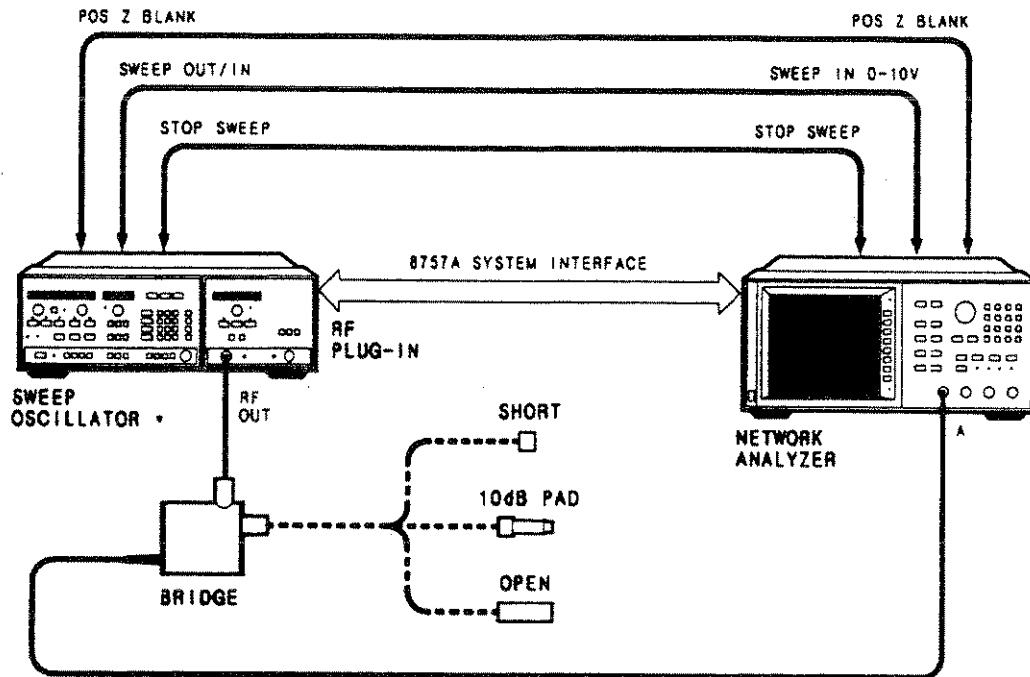 POS Z BLANK
POS Z BLANK
SWEEP OUT/IN
SWEEP IN 0-10V
STOP SWEEP
STOP SWEEP
8757A SYSTEM INTERFACE
RF
PLUG-IN
SWEEP
OSCILLATOR *
RF
OUT
SHORT
NETWORK
ANALYZER
A
10dB PAD
OPEN
BRIDGE